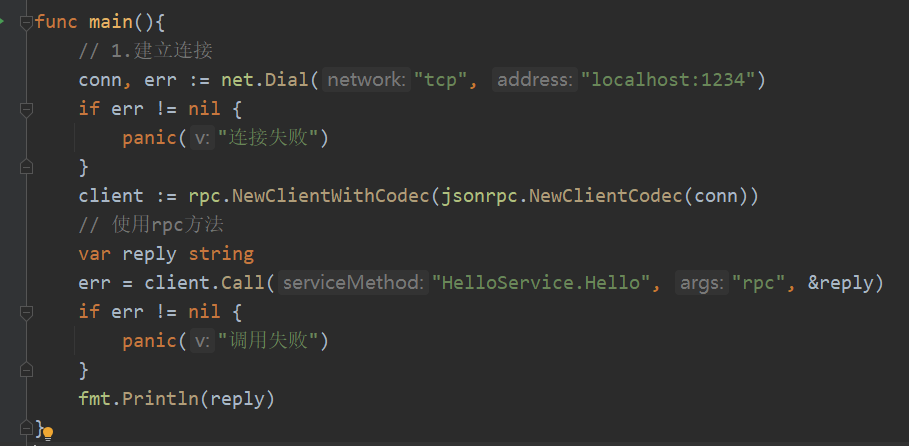 func main(){
// 1.建立连接
conn, err := net.Dial( network: "tcp", address: "localhost:1234")
if err != nil {
panic( v: "连接失败")
}
client := rpc.NewClientWithCodec(jsonrpc.NewClientCodec(conn))
// 使用rpc方法
var reply string
err = client.Call( serviceMethod: "HelloService.Hello", args: "rpc", &reply)
if err != nil {
panic( v: "调用失败")
}
fmt.Println(reply)
}